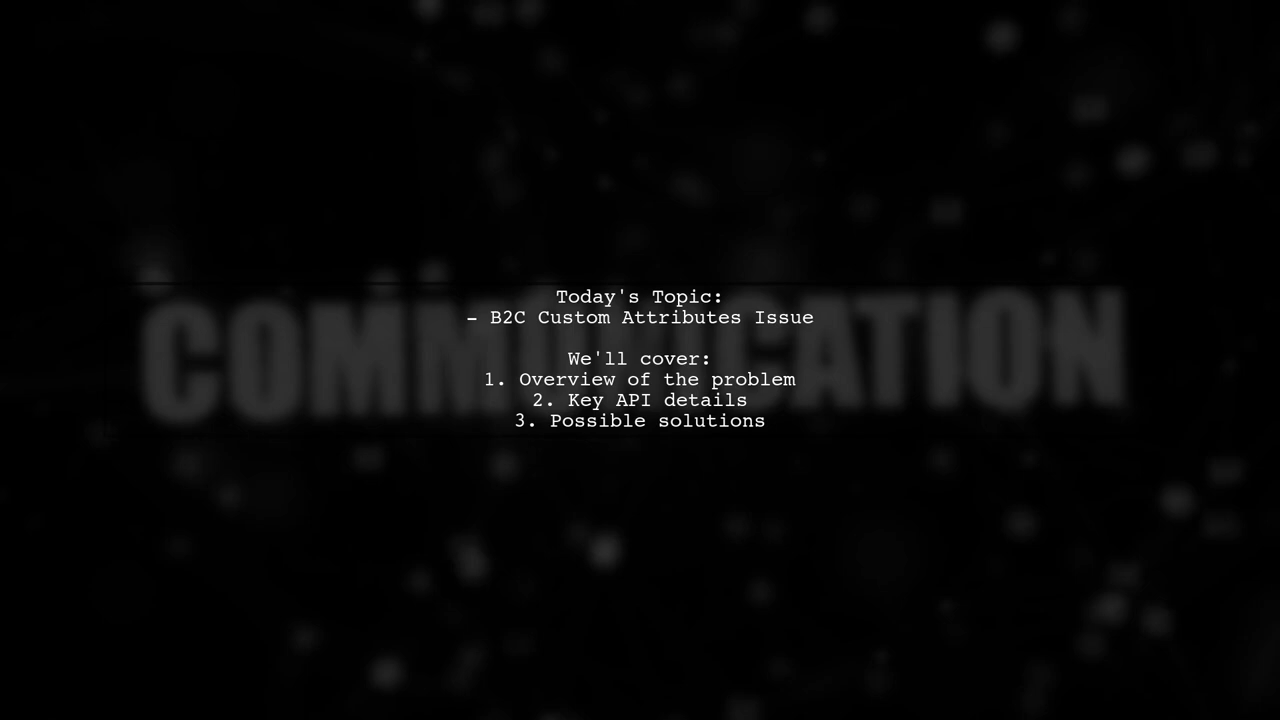 COMMUNICATION
Today's Topic:
- B2C Custom Attributes Issue
We'll cover:
1. Overview of the problem
2. Key API details
3. Possible solutions